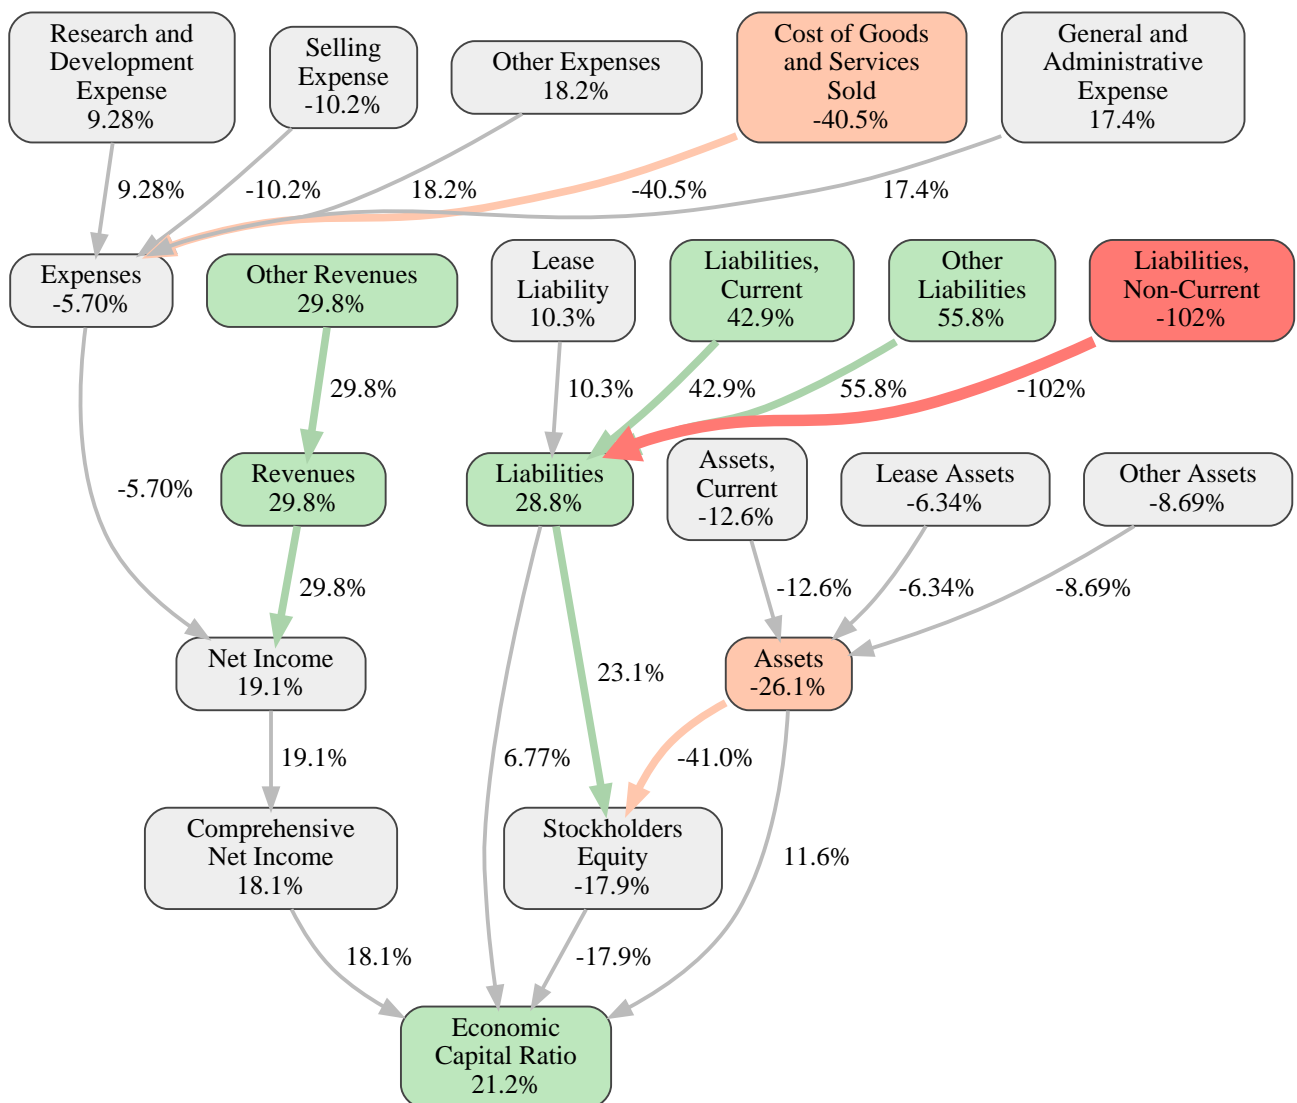 Research and
Development
Expense
9.28%
Selling
Expense
-10.2%
Other Expenses
18.2%
Cost of Goods
and Services
Sold
-40.5%
General and
Administrative
Expense
17.4%
9.28%
-10.2%
18.2%
-40.5%
17.4%
Expenses
-5.70%
Other Revenues
29.8%
Lease
Liability
10.3%
Liabilities,
Current
42.9%
Other
Liabilities
55.8%
Liabilities,
Non-Current
-102%
29.8%
10.3%
42.9%
55.8%
-102%
-5.70%
Revenues
29.8%
Liabilities
28.8%
Assets,
Current
-12.6%
Lease Assets
-6.34%
Other Assets
-8.69%
29.8%
-12.6%
-6.34%
-8.69%
Net Income
19.1%
23.1%
Assets
-26.1%
19.1%
6.77%
-41.0%
Comprehensive
Net Income
18.1%
Stockholders
Equity
-17.9%
11.6%
18.1%
-17.9%
Economic
Capital Ratio
21.2%